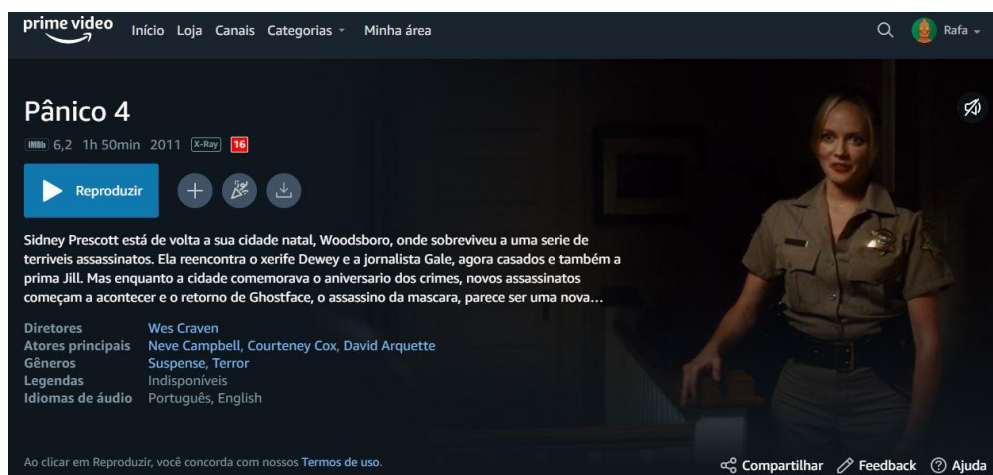 prime video Início Loja Canais Categorias Minha área Rafa
Pânico 4
IMDb 6,2 1h 50min 2011 X-Ray 16
Reproduzir
Sidney Prescott está de volta a sua cidade natal, Woodsboro, onde sobreviveu a uma serie de
terriveis assassinatos. Ela reencontra o xerife Dewey e a jornalista Gale, agora casados e também a
prima Jill. Mas enquanto a cidade comemorava o aniversario dos crimes, novos assassinatos
começam a acontecer e o retorno de Ghostface, o assassino da mascara, parece ser uma nova...
Diretores Wes Craven
Atores principais Neve Campbell, Courteney Cox, David Arquette
Gêneros Suspense, Terror
Legendas Indisponíveis
Idiomas de áudio Português, English
Ao clicar em Reproduzir, você concorda com nossos Termos de uso.
Compartilhar Feedback Ajuda